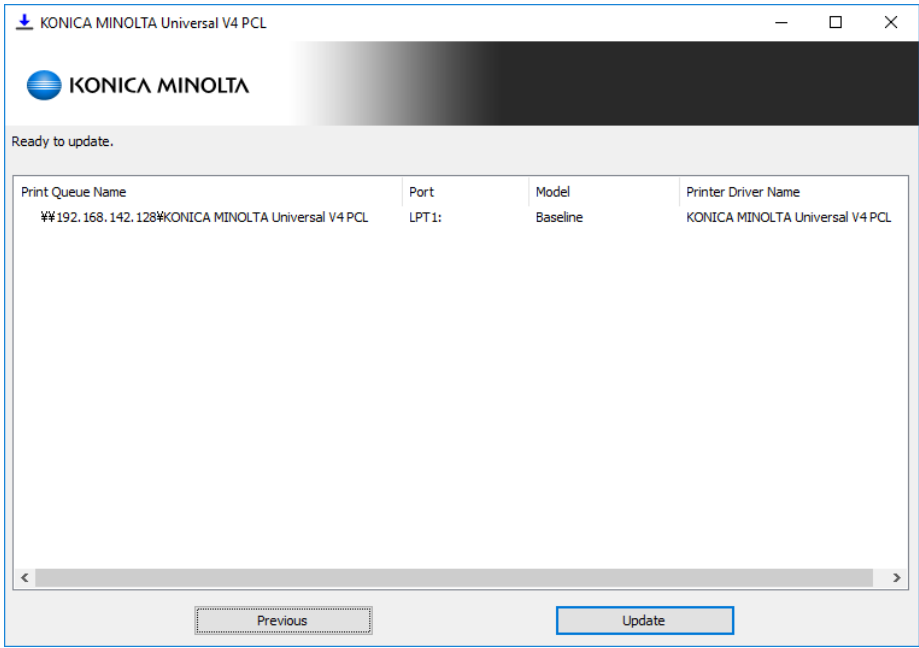 KONICA MINOLTA Universal V4 PCL
KONICA MINOLTA
Ready to update.
Print Queue Name Port Model Printer Driver Name
¥¥192.168.142.128¥KONICA MINOLTA Universal V4 PCL LPT1: Baseline KONICA MINOLTA Universal V4 PCL
Previous Update